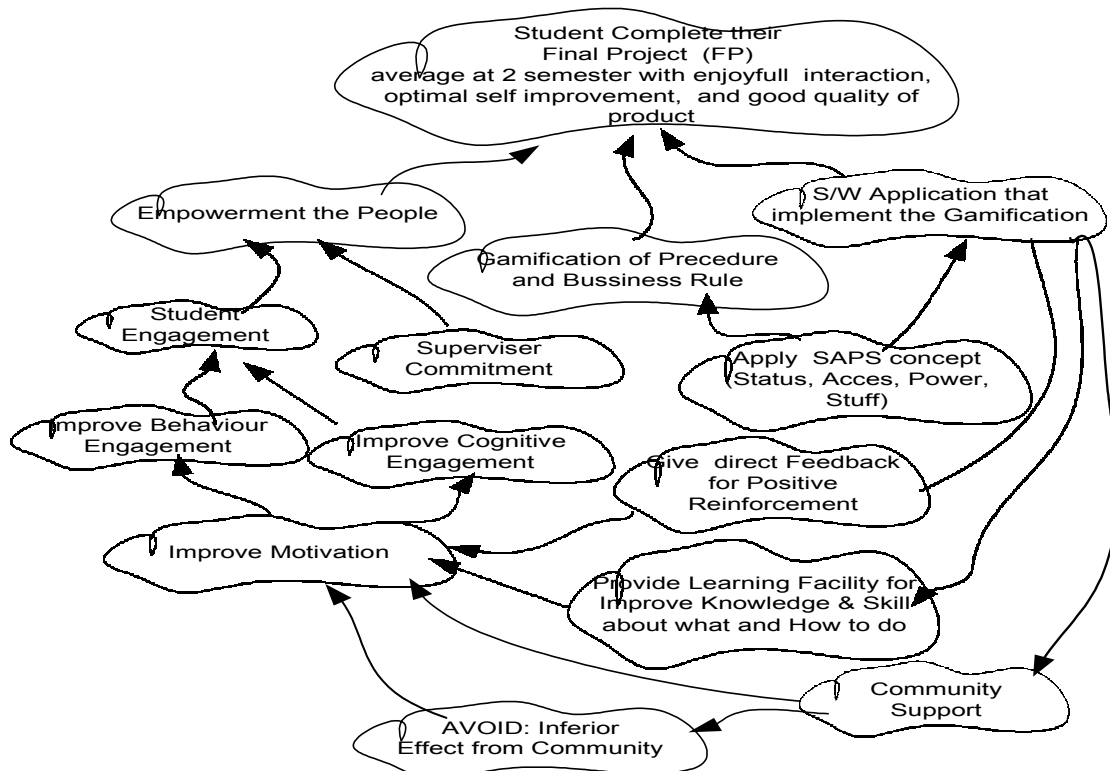 Student Complete their
Final Project (FP)
average at 2 semester with enjoyfull interaction,
optimal self improvement, and good quality of
product
Empowerment the People
S/W Application that
implement the Gamification
Gamification of Precedure
and Bussiness Rule
Student
Engagement
Superviser
Commitment
Apply SAPS concept
(Status, Acces, Power,
Stuff)
Improve Behaviour
Engagement
Improve Cognitive
Engagement
Give direct Feedback
for Positive
Reinforcement
Improve Motivation
Provide Learning Facility for
Improve Knowledge & Skill
about what and How to do
Community
Support
AVOID: Inferior
Effect from Community